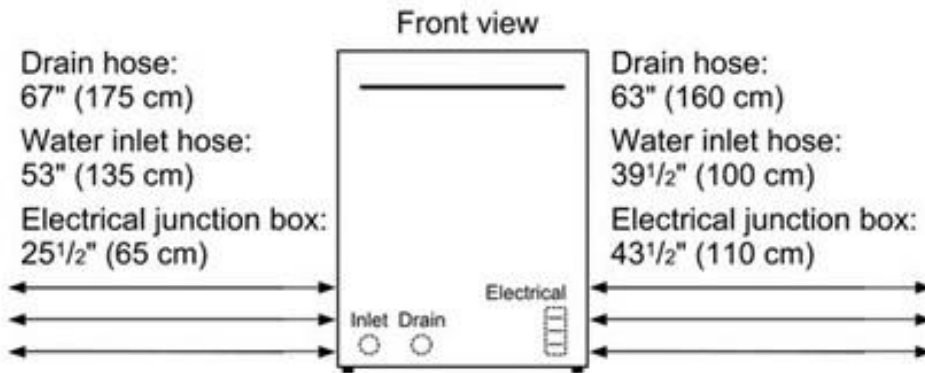 Front view
Drain hose:
67" (175 cm)
Water inlet hose:
53" (135 cm)
Electrical junction box:
25¹/₂" (65 cm)
Drain hose:
63" (160 cm)
Water inlet hose:
39¹/₂" (100 cm)
Electrical junction box:
43¹/₂" (110 cm)
Electrical
Inlet Drain